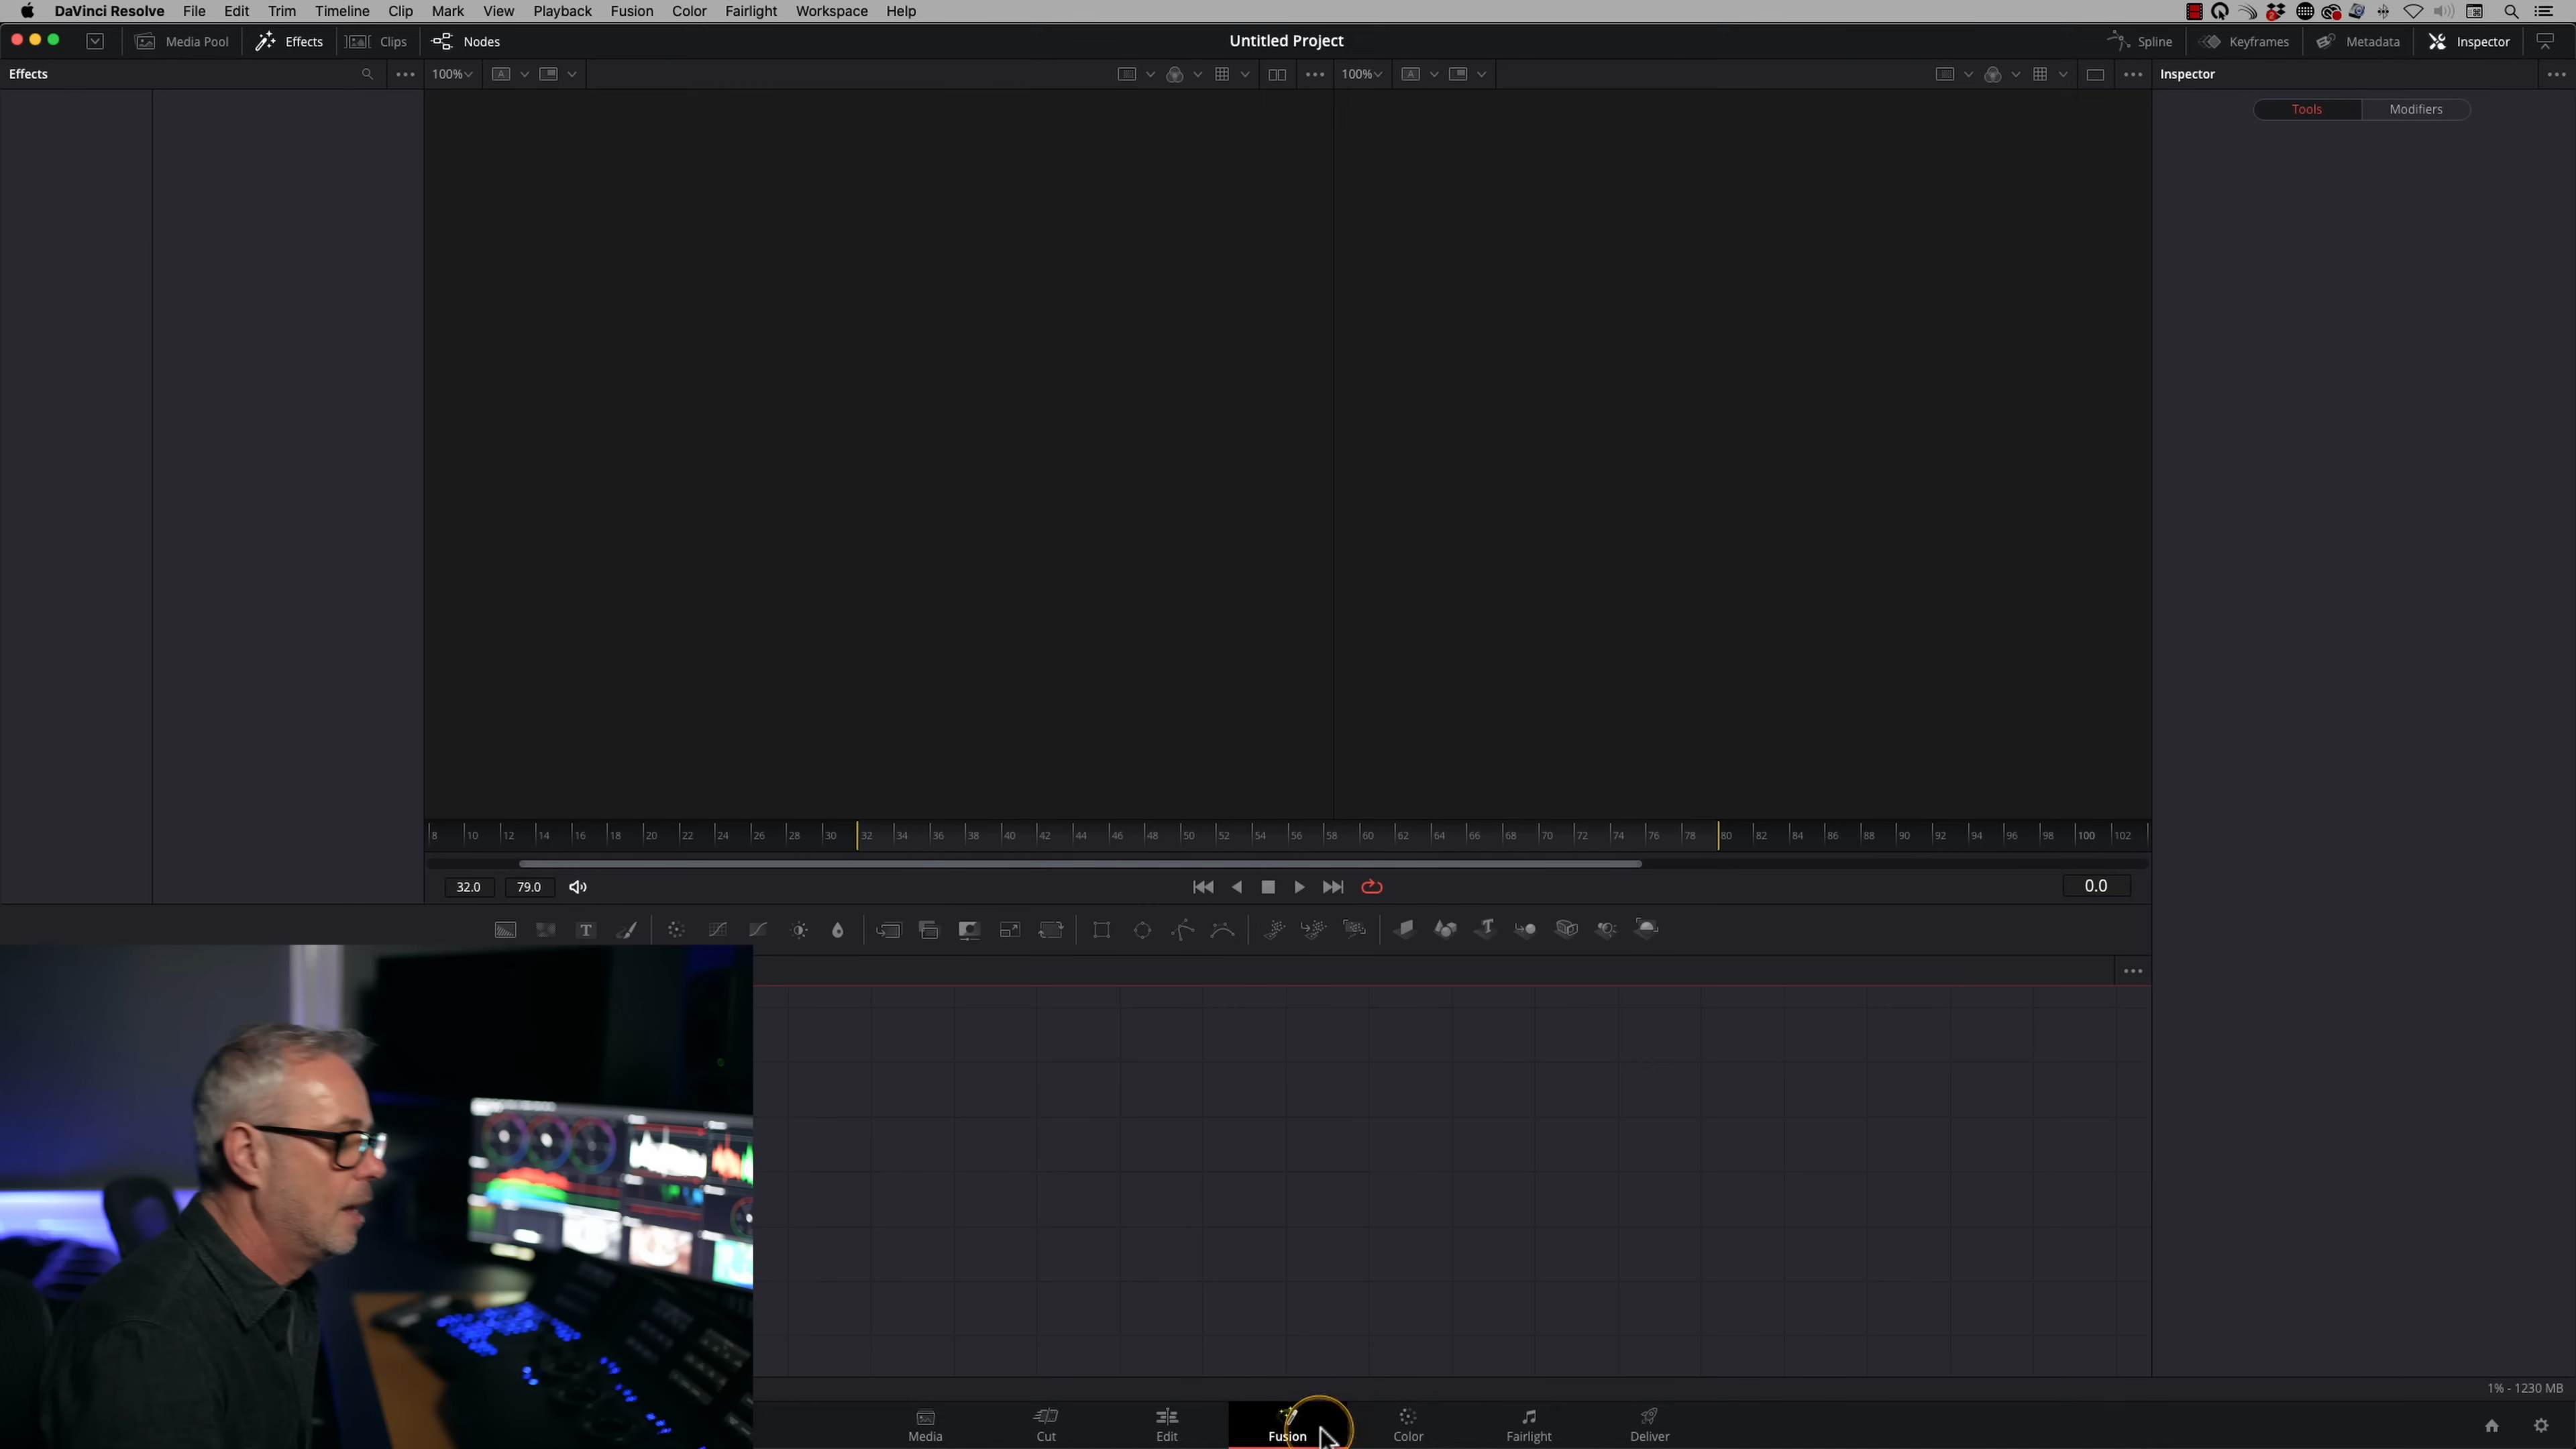 DaVinci Resolve File Edit Trim Timeline Clip Mark View Playback Fusion Color Fairlight Workspace Help
Media Pool Effects Clips Nodes Untitled Project Spline Keyframes Metadata Inspector
Effects 100% A 100% A Inspector
Tools Modifiers
8 10 12 14 16 18 20 22 24 26 28 30 32 34 36 38 40 42 44 46 48 50 52 54 56 58 60 62 64 66 68 70 72 74 76 78 80 82 84 86 88 90 92 94 96 98 100 102
32.0 79.0 0.0
T T
1% - 1230 MB
Media Cut Edit Fusion Color Fairlight Deliver